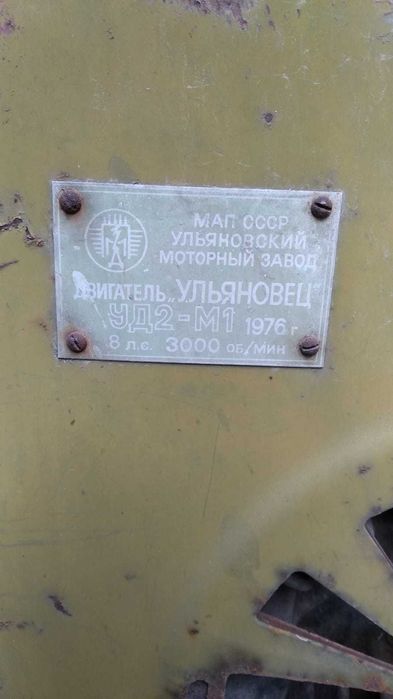 МАП СССР
УЛЬЯНОВСКИЙ
МОТОРНЫЙ ЗАВОД
ДВИГАТЕЛЬ „УЛЬЯНОВЕЦ"
УД2-М1 1976 г
8 л.с. 3000 ОБ/МИН